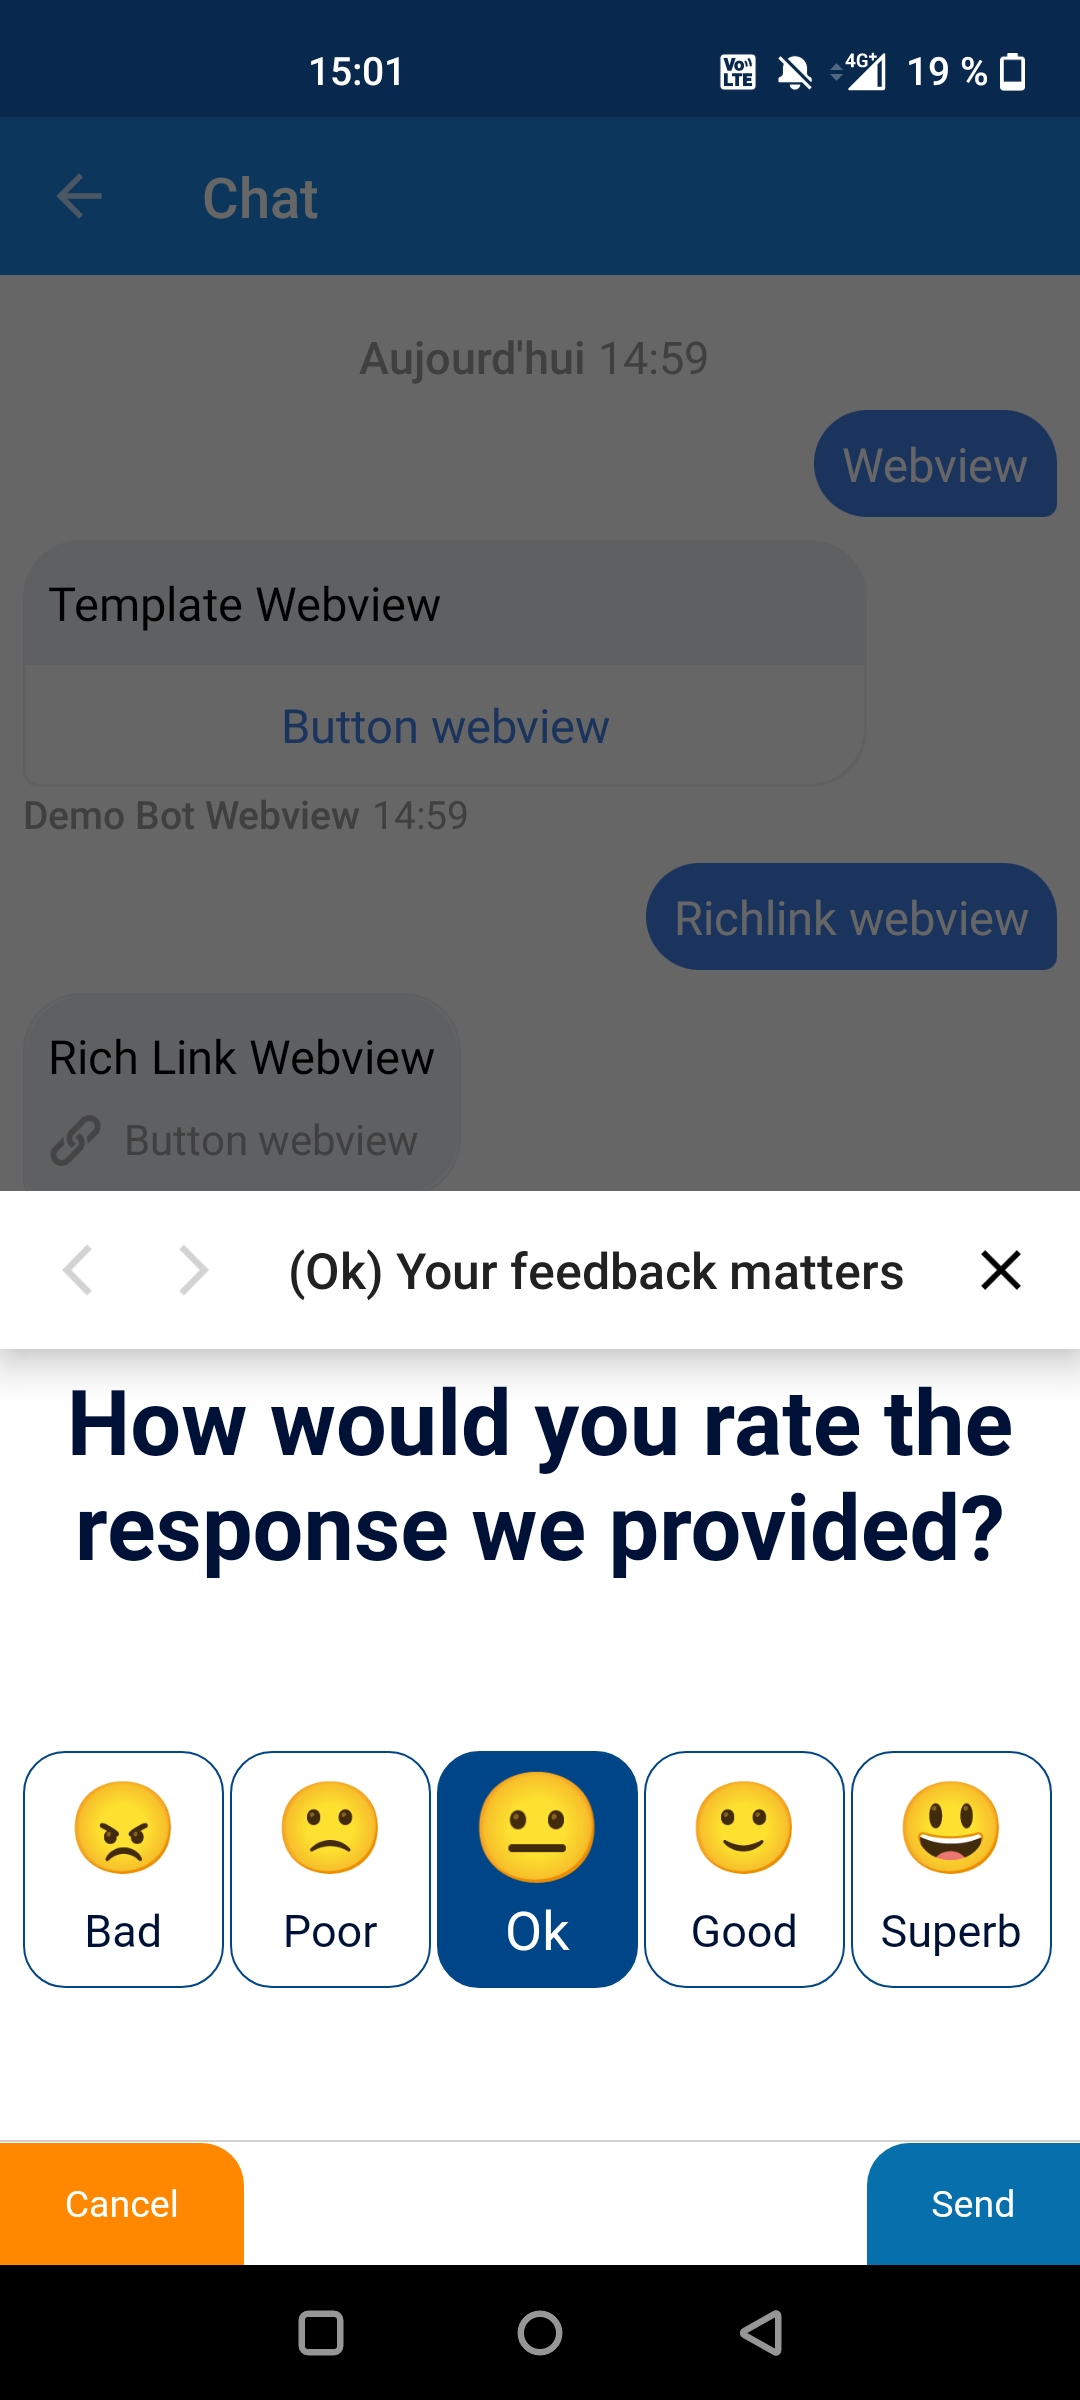 15:01
Vo LTE
4G+
19 %
Chat
Aujourd'hui 14:59
Webview
Template Webview
Button webview
Demo Bot Webview 14:59
Richlink webview
Rich Link Webview
Button webview
(Ok) Your feedback matters
How would you rate the
response we provided?
Bad
Poor
Ok
Good
Superb
Cancel
Send